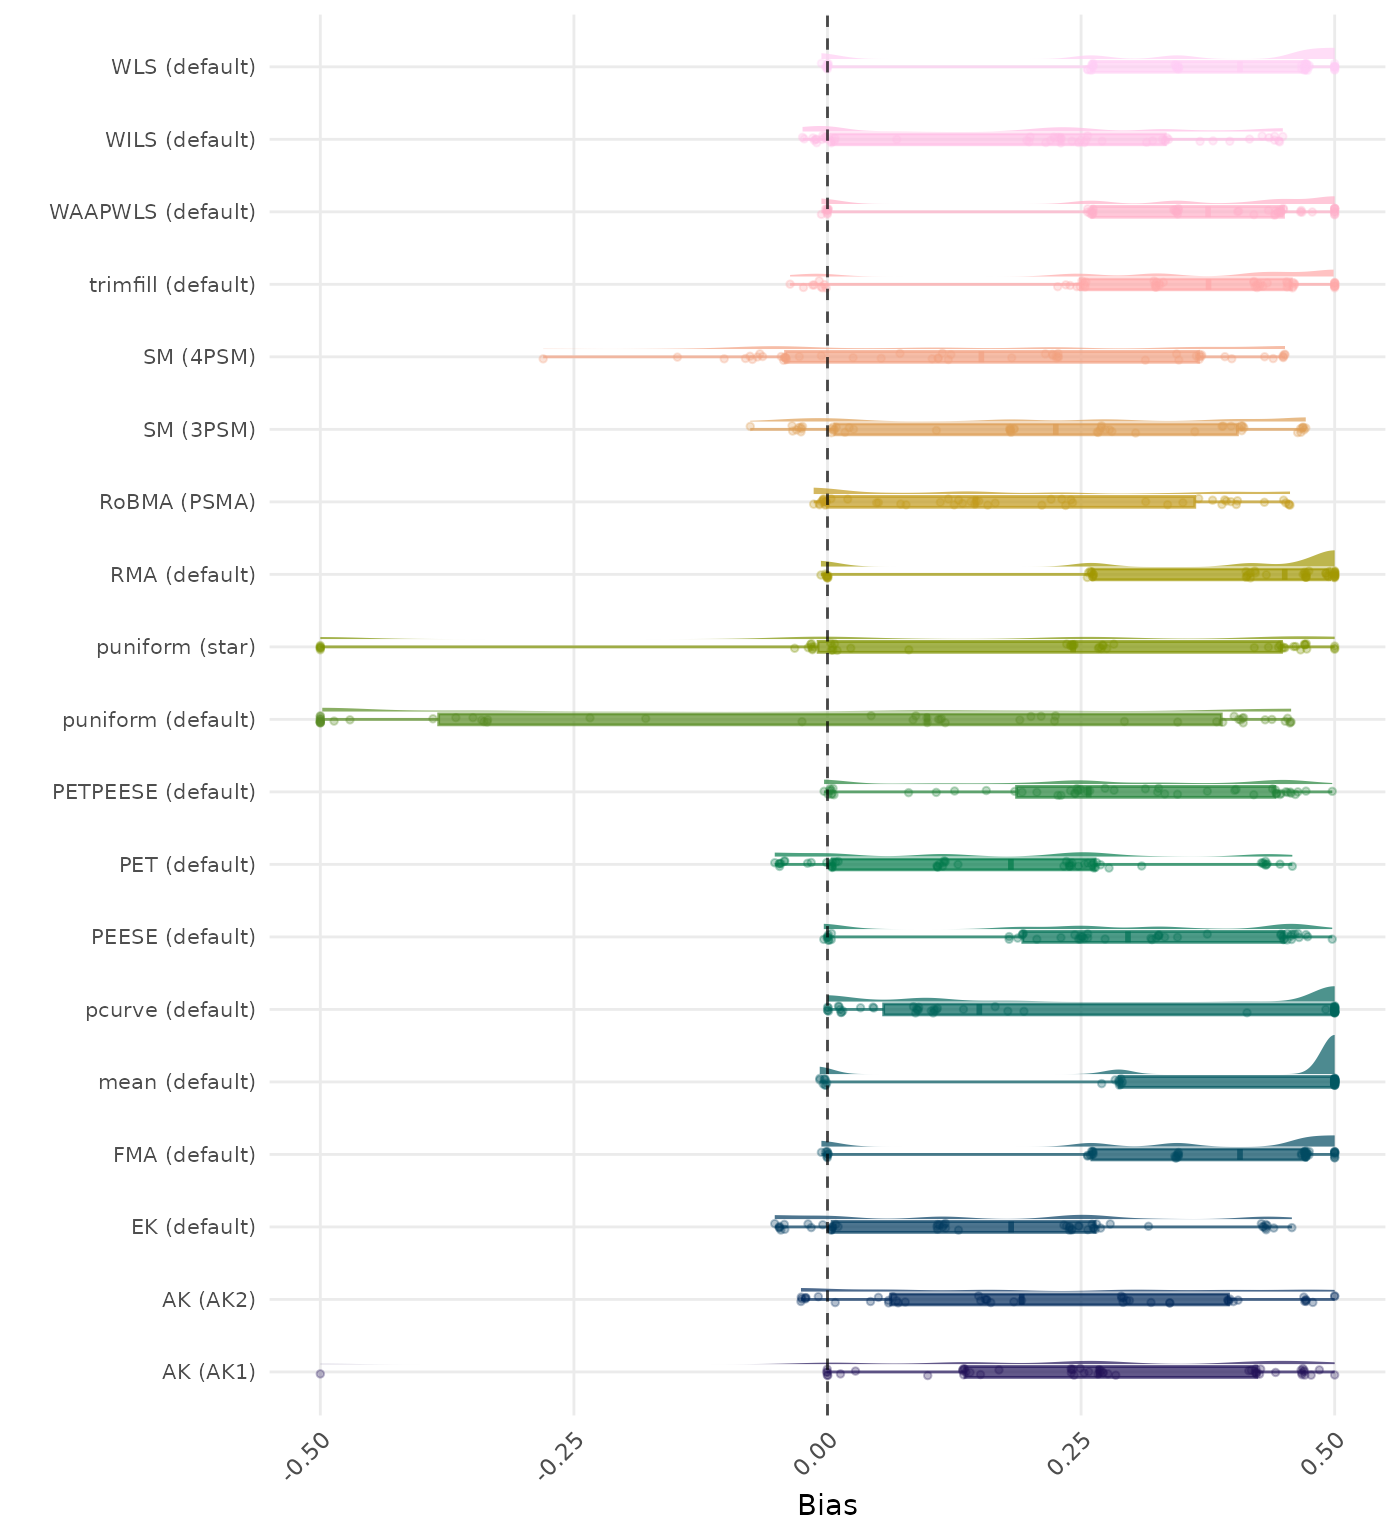 WLS (default)
WILS (default)
WAAPWLS (default)
trimfill (default)
SM (4PSM)
SM (3PSM)
RoBMA (PSMA)
RMA (default)
puniform (star)
puniform (default)
PETPEESE (default)
PET (default)
PEESE (default)
pcurve (default)
mean (default)
FMA (default)
EK (default)
AK (AK2)
AK (AK1)
-0.50
-0.25
0.00
0.25
0.50
Bias